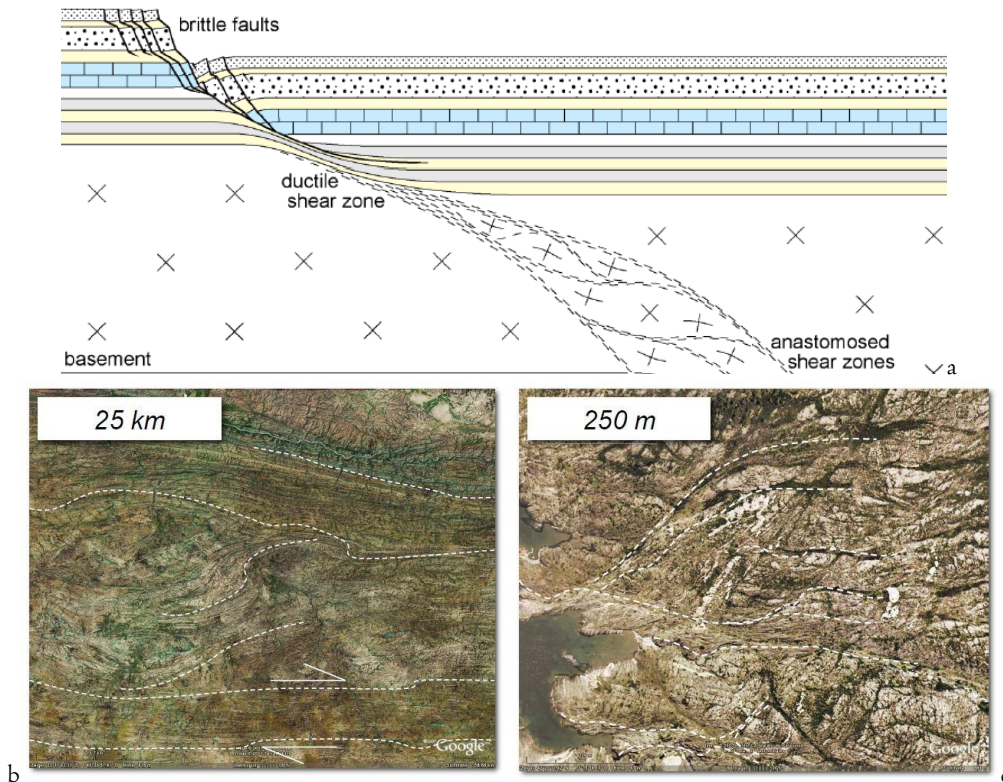 brittle faults
ductile
shear zone
basement
anastomosed
shear zones
a
25 km
250 m
Google
Google
b